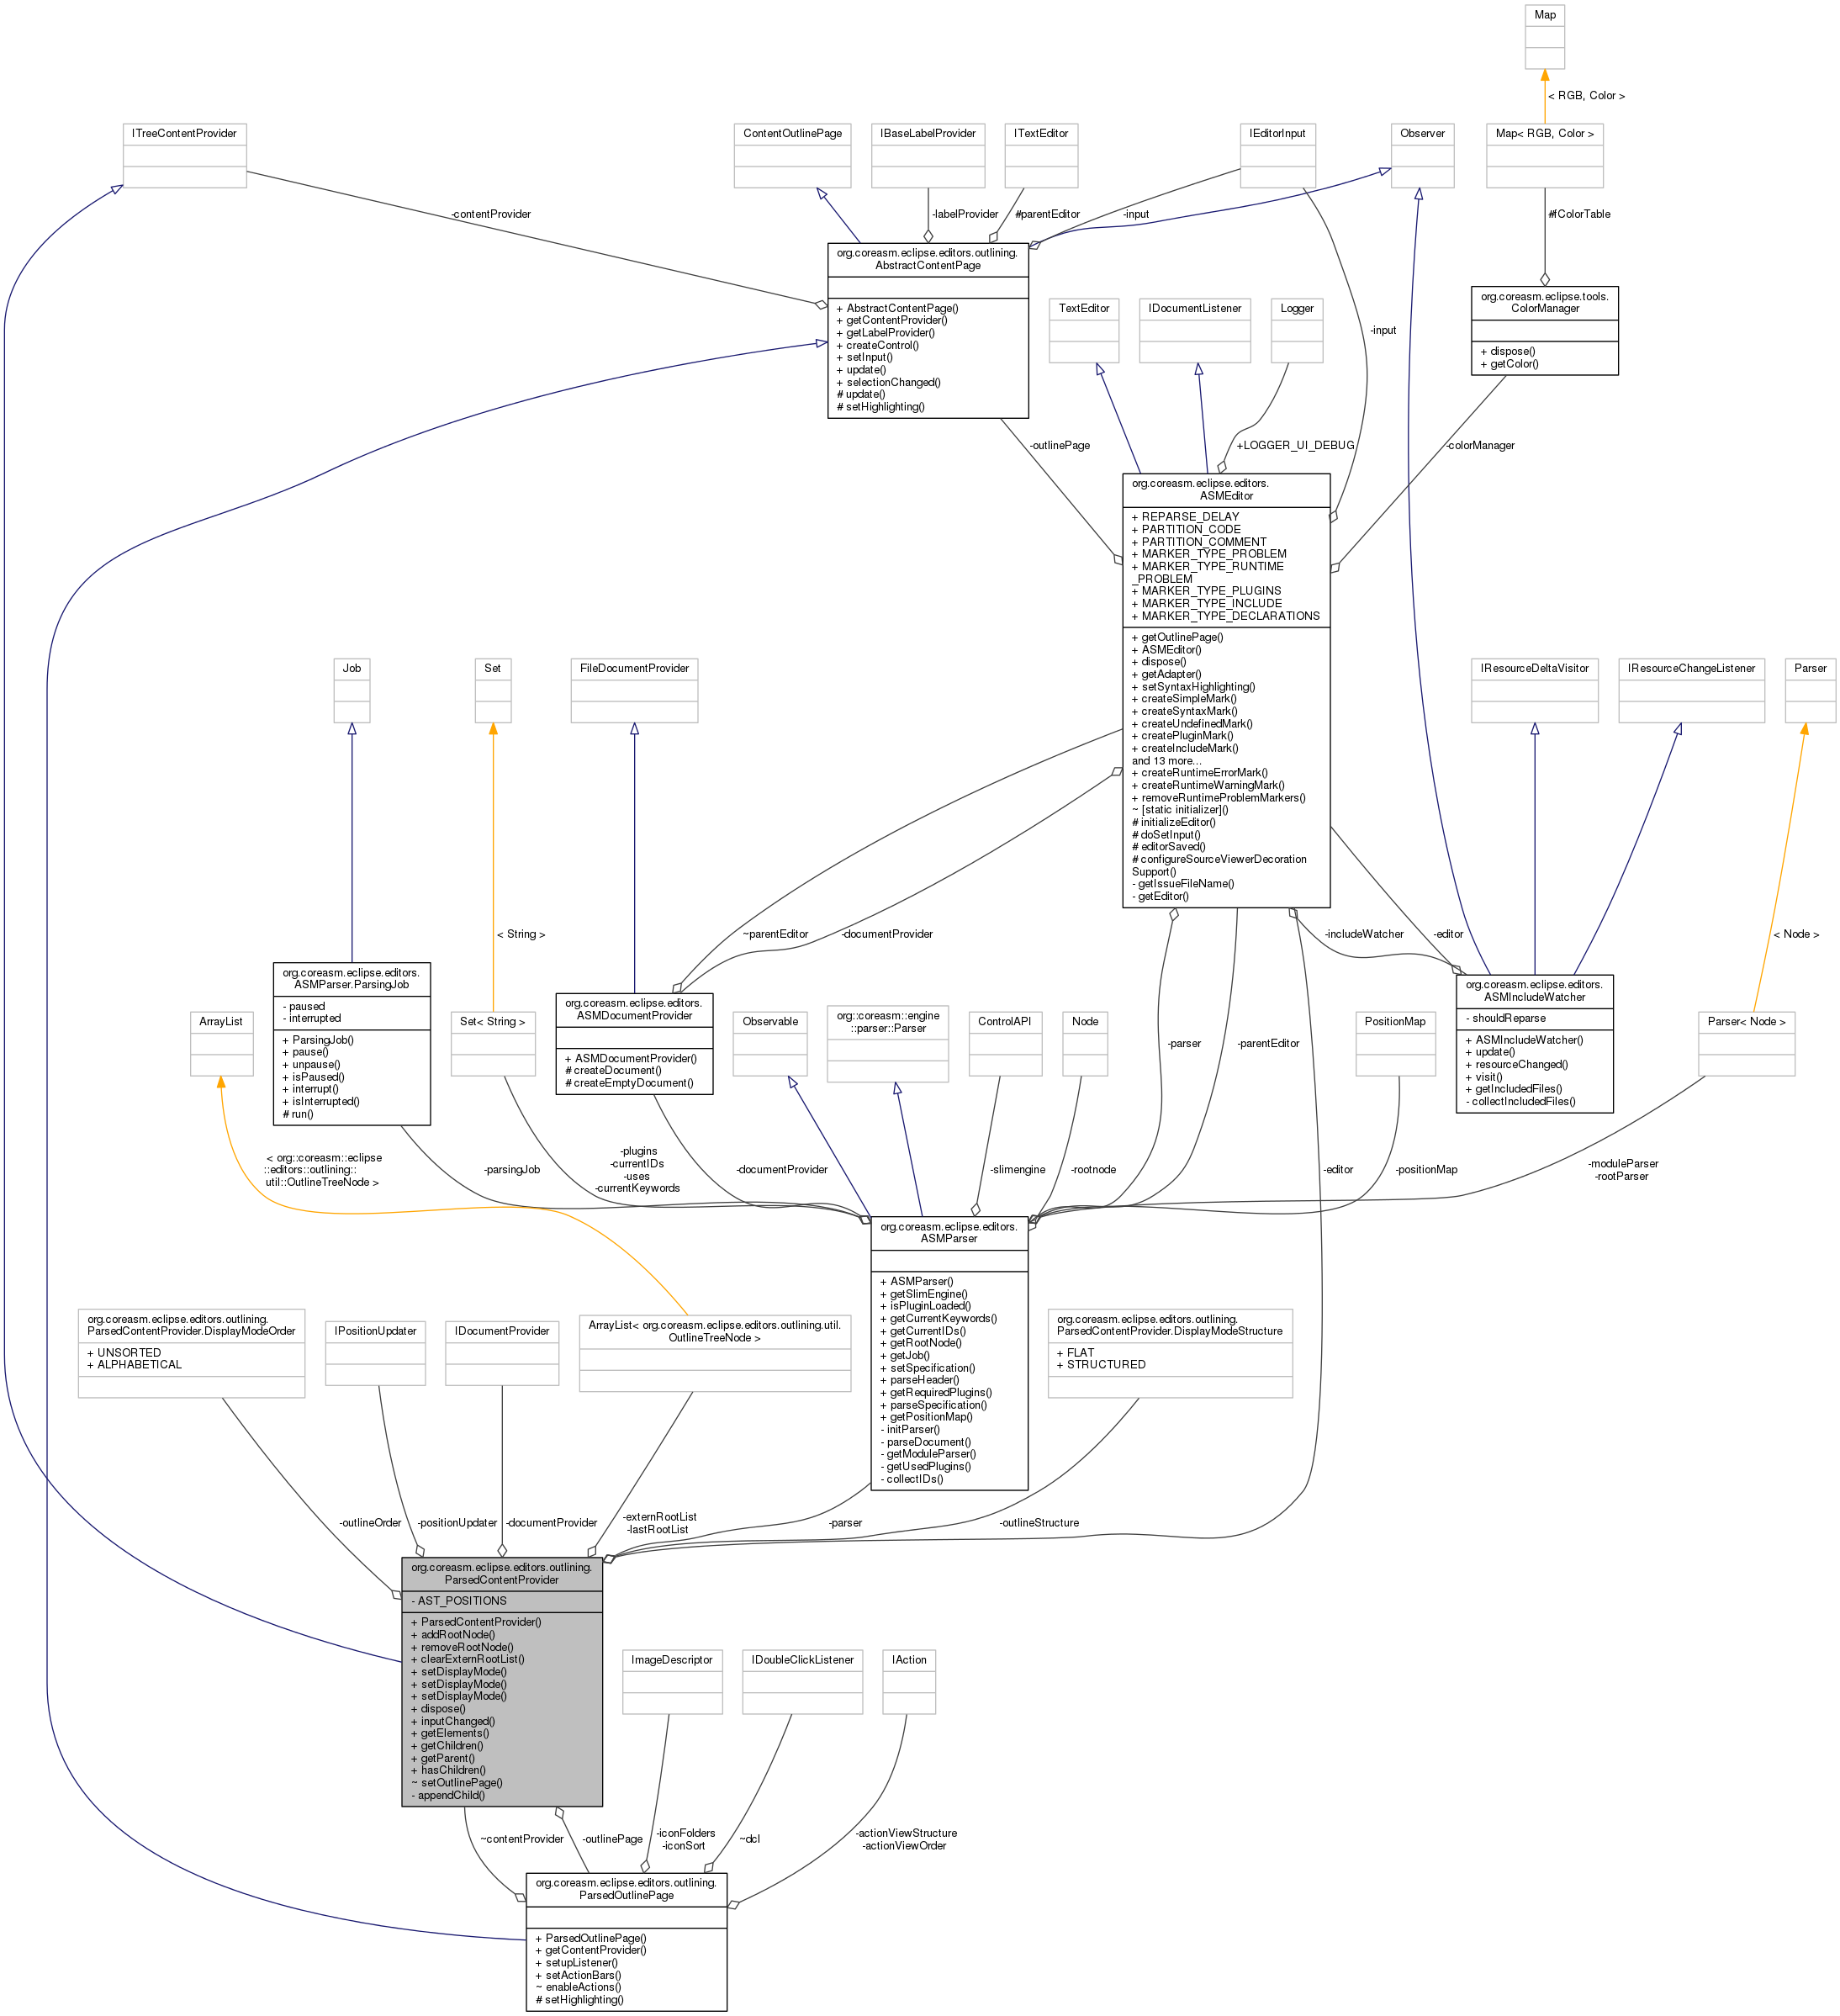 Map
< RGB, Color >
ITreeContentProvider
ContentOutlinePage
IBaseLabelProvider
ITextEditor
IEditorInput
Observer
Map< RGB, Color >
-contentProvider
-labelProvider
#parentEditor
-input
#fColorTable
org.coreasm.eclipse.editors.outlining.
AbstractContentPage
+ AbstractContentPage()
+ getContentProvider()
+ getLabelProvider()
+ createControl()
+ setInput()
+ update()
+ selectionChanged()
# update()
# setHighlighting()
TextEditor
IDocumentListener
Logger
-input
org.coreasm.eclipse.tools.
ColorManager
+ dispose()
+ getColor()
-outlinePage
+LOGGER_UI_DEBUG
-colorManager
org.coreasm.eclipse.editors.
ASMEditor
+ REPARSE_DELAY
+ PARTITION_CODE
+ PARTITION_COMMENT
+ MARKER_TYPE_PROBLEM
+ MARKER_TYPE_RUNTIME
_PROBLEM
+ MARKER_TYPE_PLUGINS
+ MARKER_TYPE_INCLUDE
+ MARKER_TYPE_DECLARATIONS
+ getOutlinePage()
+ ASMEditor()
+ dispose()
+ getAdapter()
+ setSyntaxHighlighting()
+ createSimpleMark()
+ createSyntaxMark()
+ createUndefinedMark()
+ createPluginMark()
+ createIncludeMark()
and 13 more...
+ createRuntimeErrorMark()
+ createRuntimeWarningMark()
+ removeRuntimeProblemMarkers()
~ [static initializer]()
# initializeEditor()
# doSetInput()
# editorSaved()
# configureSourceViewerDecoration
Support()
- getIssueFileName()
- getEditor()
Job
Set
FileDocumentProvider
IResourceDeltaVisitor
IResourceChangeListener
Parser
< String >
~parentEditor
-documentProvider
-includeWatcher
-editor
< Node >
org.coreasm.eclipse.editors.
ASMParser.ParsingJob
- paused
- interrupted
+ ParsingJob()
+ pause()
+ unpause()
+ isPaused()
+ interrupt()
+ isInterrupted()
# run()
ArrayList
Set< String >
org.coreasm.eclipse.editors.
ASMDocumentProvider
+ ASMDocumentProvider()
# createDocument()
# createEmptyDocument()
Observable
org::coreasm::engine
::parser::Parser
ControlAPI
Node
-parser
-parentEditor
PositionMap
org.coreasm.eclipse.editors.
ASMIncludeWatcher
- shouldReparse
+ ASMIncludeWatcher()
+ update()
+ resourceChanged()
+ visit()
+ getIncludedFiles()
- collectIncludedFiles()
Parser< Node >
< org::coreasm::eclipse
::editors::outlining::
util::OutlineTreeNode >
-parsingJob
-plugins
-currentIDs
-uses
-currentKeywords
-documentProvider
-slimengine
-rootnode
-editor
-positionMap
-moduleParser
-rootParser
org.coreasm.eclipse.editors.
ASMParser
+ ASMParser()
+ getSlimEngine()
+ isPluginLoaded()
+ getCurrentKeywords()
+ getCurrentIDs()
+ getRootNode()
+ getJob()
+ setSpecification()
+ parseHeader()
+ getRequiredPlugins()
+ parseSpecification()
+ getPositionMap()
- initParser()
- parseDocument()
- getModuleParser()
- getUsedPlugins()
- collectIDs()
org.coreasm.eclipse.editors.outlining.
ParsedContentProvider.DisplayModeOrder
+ UNSORTED
+ ALPHABETICAL
IPositionUpdater
IDocumentProvider
ArrayList< org.coreasm.eclipse.editors.outlining.util.
OutlineTreeNode >
org.coreasm.eclipse.editors.outlining.
ParsedContentProvider.DisplayModeStructure
+ FLAT
+ STRUCTURED
-outlineOrder
-positionUpdater
-documentProvider
-externRootList
-lastRootList
-parser
-outlineStructure
org.coreasm.eclipse.editors.outlining.
ParsedContentProvider
- AST_POSITIONS
+ ParsedContentProvider()
+ addRootNode()
+ removeRootNode()
+ clearExternRootList()
+ setDisplayMode()
+ setDisplayMode()
+ setDisplayMode()
+ dispose()
+ inputChanged()
+ getElements()
+ getChildren()
+ getParent()
+ hasChildren()
~ setOutlinePage()
- appendChild()
ImageDescriptor
IDoubleClickListener
IAction
~contentProvider
-outlinePage
-iconFolders
-iconSort
~dcl
-actionViewStructure
-actionViewOrder
org.coreasm.eclipse.editors.outlining.
ParsedOutlinePage
+ ParsedOutlinePage()
+ getContentProvider()
+ setupListener()
+ setActionBars()
~ enableActions()
# setHighlighting()